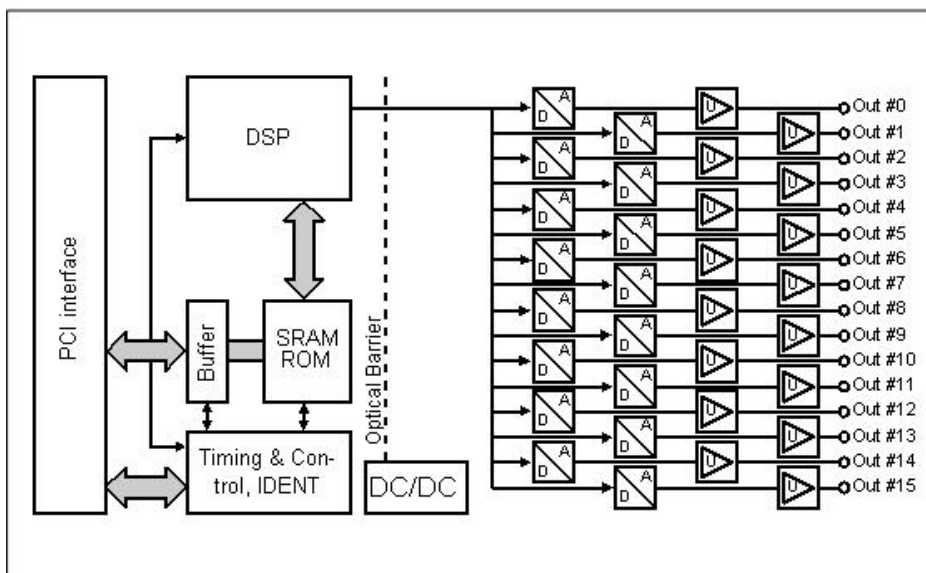 PCI interface
DSP
Buffer
SRAM
ROM
Timing & Con-
trol, IDENT
Optical Barrier
DC/DC
D A U Out #0
D A U Out #1
D A U Out #2
D A U Out #3
D A U Out #4
D A U Out #5
D A U Out #6
D A U Out #7
D A U Out #8
D A U Out #9
D A U Out #10
D A U Out #11
D A U Out #12
D A U Out #13
D A U Out #14
D A U Out #15